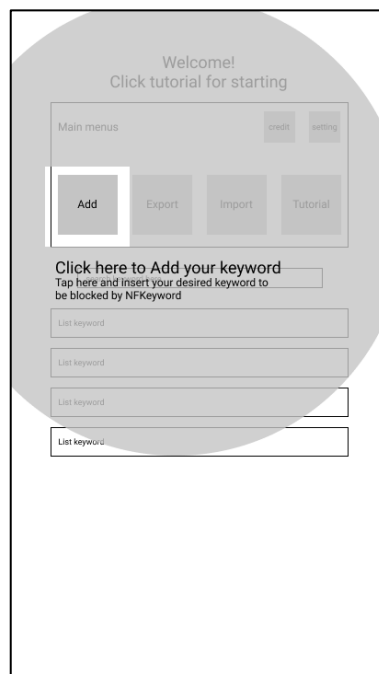 Welcome!
Click tutorial for starting
Main menus
credit
setting
Add
Export
Import
Tutorial
Click here to Add your keyword
Tap here and insert your desired keyword to
be blocked by NFKeyword
List keyword
List keyword
List keyword
List keyword